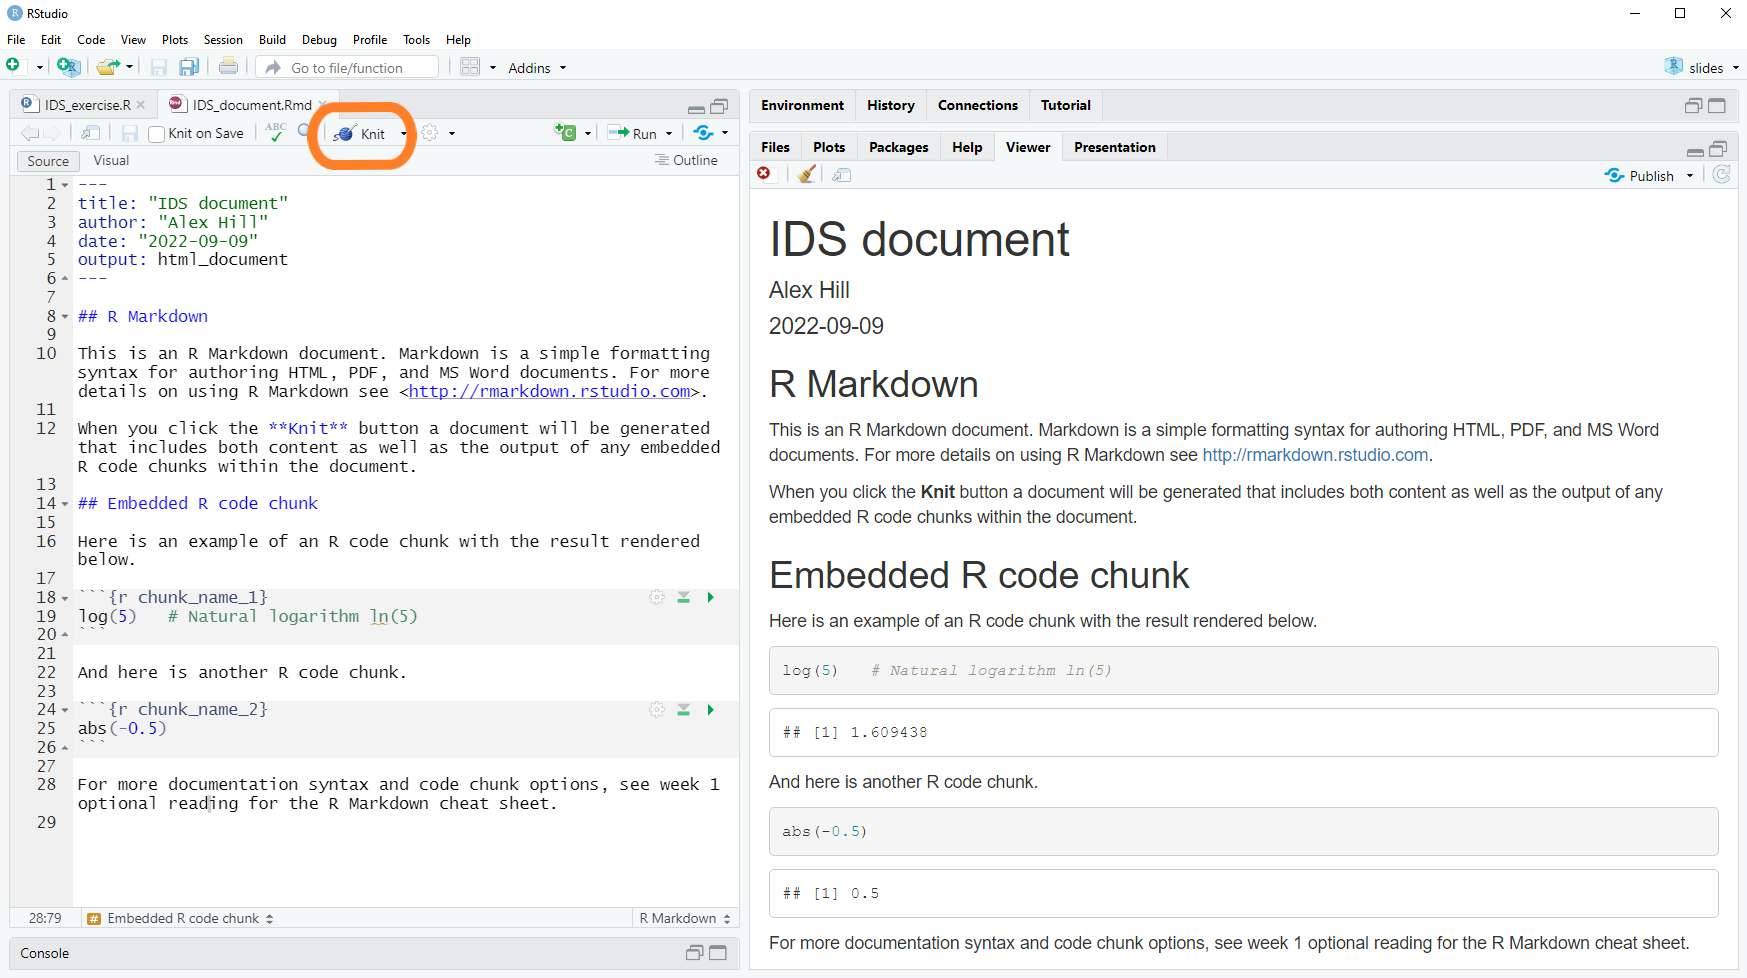 RStudio
File Edit Code View Plots Session Build Debug Profile Tools Help
Go to file/function Addins slides
IDS_exercise.R IDS_document.Rmd
Knit on Save ABC Knit Run
Source Visual Outline
1 ---
2 title: "IDS document"
3 author: "Alex Hill"
4 date: "2022-09-09"
5 output: html_document
6 ---
7
8 ## R Markdown
9
10 This is an R Markdown document. Markdown is a simple formatting
syntax for authoring HTML, PDF, and MS Word documents. For more
details on using R Markdown see <http://rmarkdown.rstudio.com>.
11
12 When you click the **Knit** button a document will be generated
that includes both content as well as the output of any embedded
R code chunks within the document.
13
14 ## Embedded R code chunk
15
16 Here is an example of an R code chunk with the result rendered
below.
17
18 ```{r chunk_name_1}
19 log(5)   # Natural logarithm ln(5)
20 ```
21
22 And here is another R code chunk.
23
24 ```{r chunk_name_2}
25 abs(-0.5)
26 ```
27
28 For more documentation syntax and code chunk options, see week 1
optional reading for the R Markdown cheat sheet.
29
28:79 # Embedded R code chunk R Markdown
Console
Environment History Connections Tutorial
Files Plots Packages Help Viewer Presentation
Publish
IDS document
Alex Hill
2022-09-09
R Markdown
This is an R Markdown document. Markdown is a simple formatting syntax for authoring HTML, PDF, and MS Word
documents. For more details on using R Markdown see http://rmarkdown.rstudio.com.
When you click the Knit button a document will be generated that includes both content as well as the output of any
embedded R code chunks within the document.
Embedded R code chunk
Here is an example of an R code chunk with the result rendered below.
log(5)   # Natural logarithm ln(5)
## [1] 1.609438
And here is another R code chunk.
abs(-0.5)
## [1] 0.5
For more documentation syntax and code chunk options, see week 1 optional reading for the R Markdown cheat sheet.